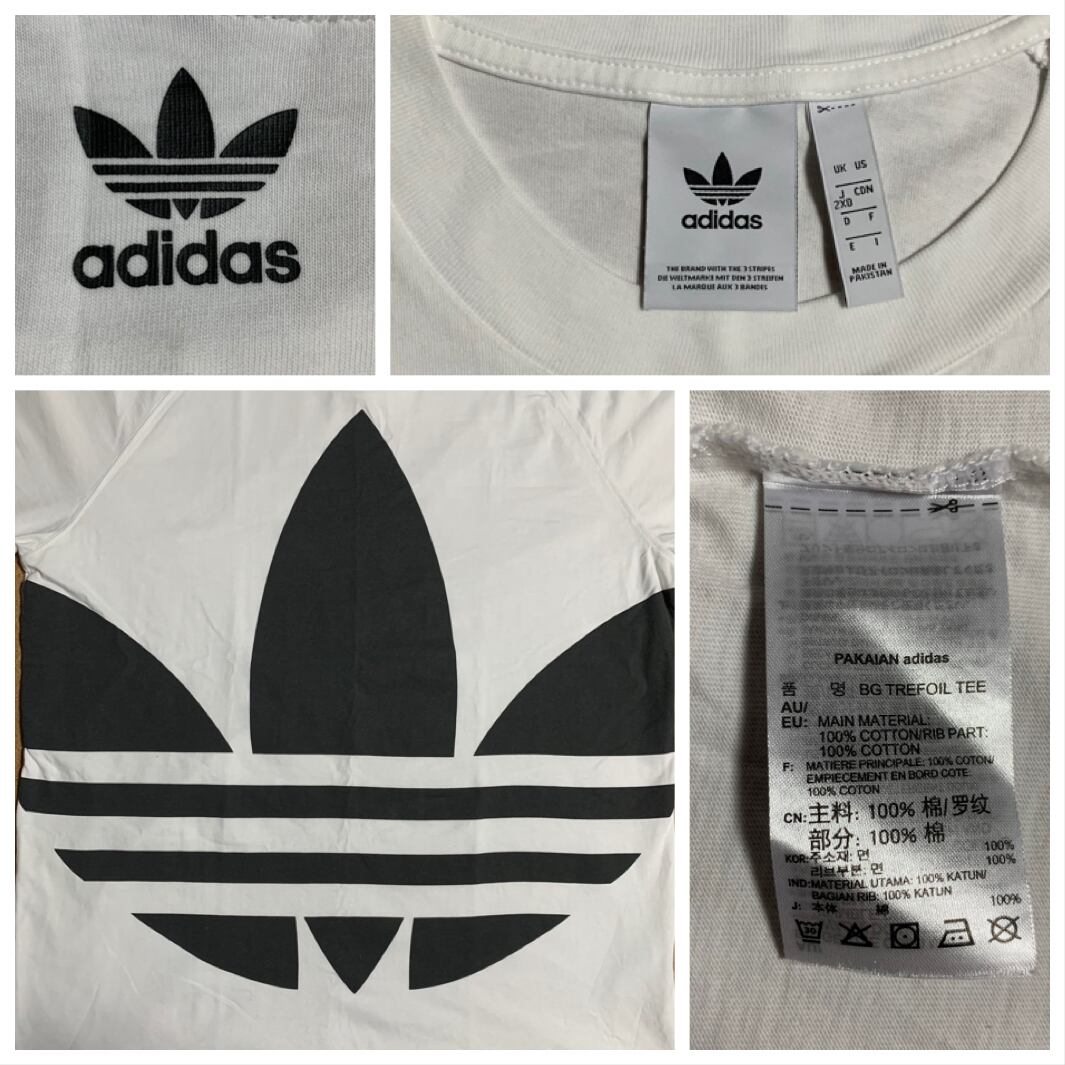 adidas
adidas
THE BRAND WITH THE 3 STRIPES
DIE WELTMARKE MIT DEN 3 STREIFEN
LA MARQUE AUX 3 BANDES
UK US
J CDN
2XO
D F
E I
MADE IN
PAKISTAN
PAKAIAN adidas
품 명 BG TREFOIL TEE
AU/
EU: MAIN MATERIAL:
100% COTTON/RIB PART:
100% COTTON
F: MATIERE PRINCIPALE: 100% COTON/
EMPIECEMENT EN BORD COTE:
100% COTON
CN: 主料: 100% 棉/罗纹
部分: 100% 棉
KOR: 주소재: 면 100%
리브부분: 면 100%
IND: MATERIAL UTAMA: 100% KATUN/
BAGIAN RIB: 100% KATUN
J: 本体 綿 100%
30